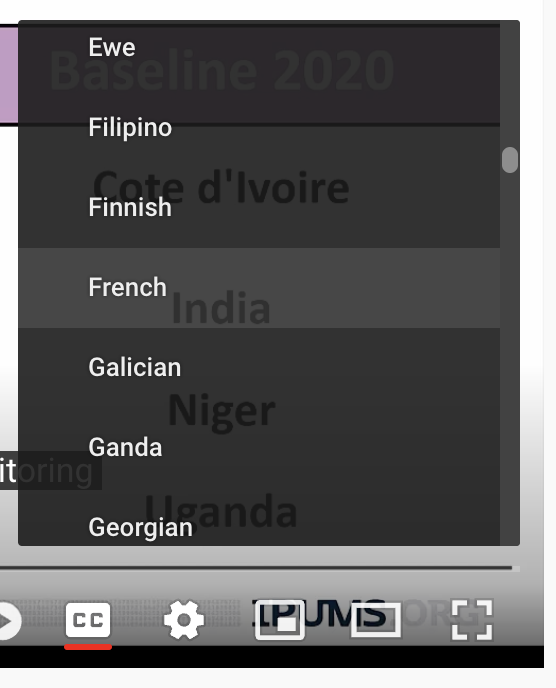 Baseline 2020
Ewe
Filipino
Cote d'Ivoire
Finnish
French
India
Galician
Niger
Ganda
itoring
Uganda
Georgian
CC
IPUMS.ORG